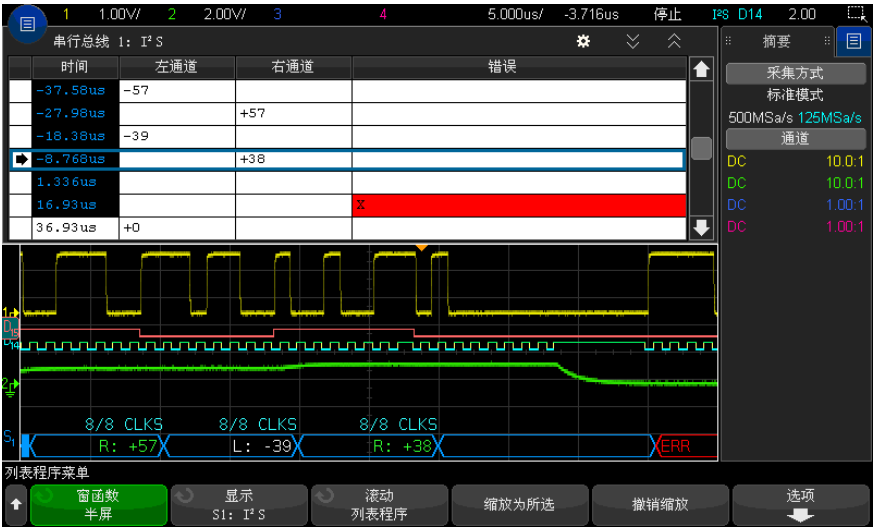 1 1.00V/ 2 2.00V/ 3 4 5.000us/ -3.716us 停止 I²S D14 2.00
串行总线 1: I²S
摘要
时间 左通道 右通道 错误
-37.58us -57
-27.98us +57
-18.38us -39
-8.768us +38
1.336us
16.93us X
36.93us +0
采集方式
标准模式
500MSa/s 125MSa/s
通道
DC 10.0:1
DC 10.0:1
DC 1.00:1
DC 1.00:1
1
D15
D14
2
8/8 CLKS 8/8 CLKS 8/8 CLKS
S1 R: +57 L: -39 R: +38 ERR
列表程序菜单
窗函数 显示 滚动 缩放为所选 撤销缩放 选项
半屏 S1: I²S 列表程序